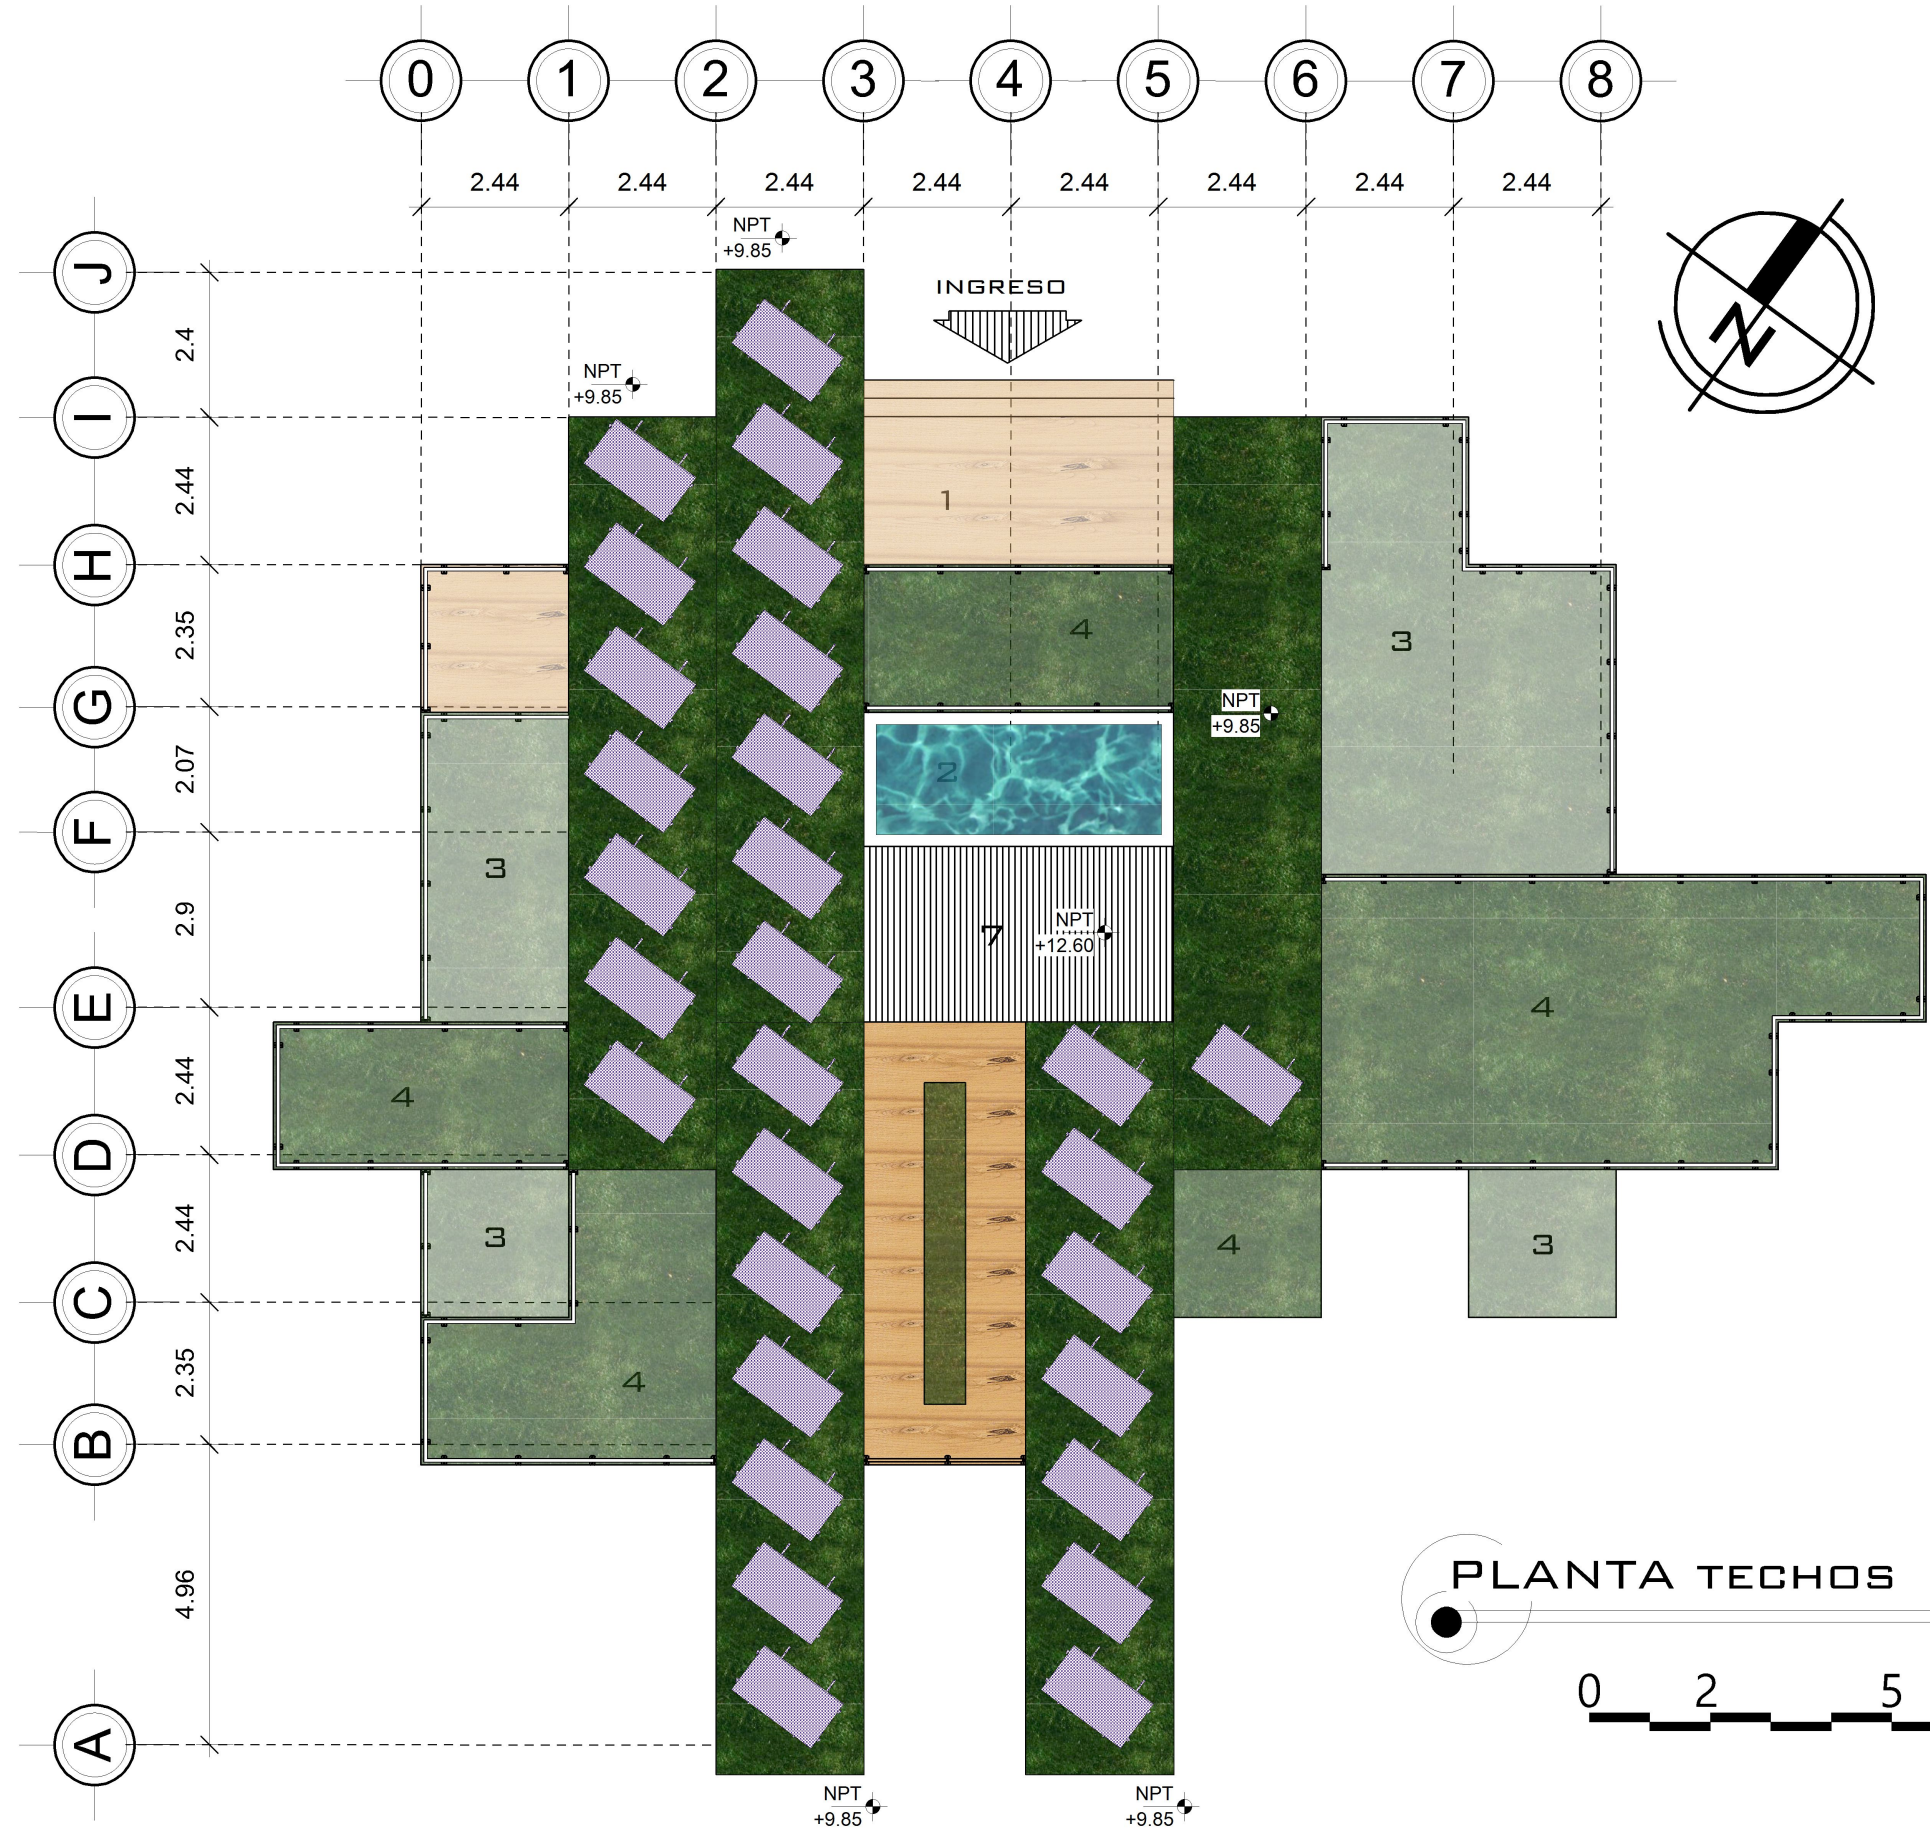 0 1 2 3 4 5 6 7 8
2.44 2.44 2.44 2.44 2.44 2.44 2.44 2.44
NPT
+9.85
J
INGRESO
2.4
NPT
+9.85
N
I
2.44
1
H
2.35
4
3
G
NPT
+9.85
2.07
2
F
3
2.9
7
NPT
+12.60
E
4
2.44
4
D
2.44
3
4
3
C
2.35
4
B
4.96
PLANTA TECHOS
0 2 5
A
NPT
+9.85
NPT
+9.85